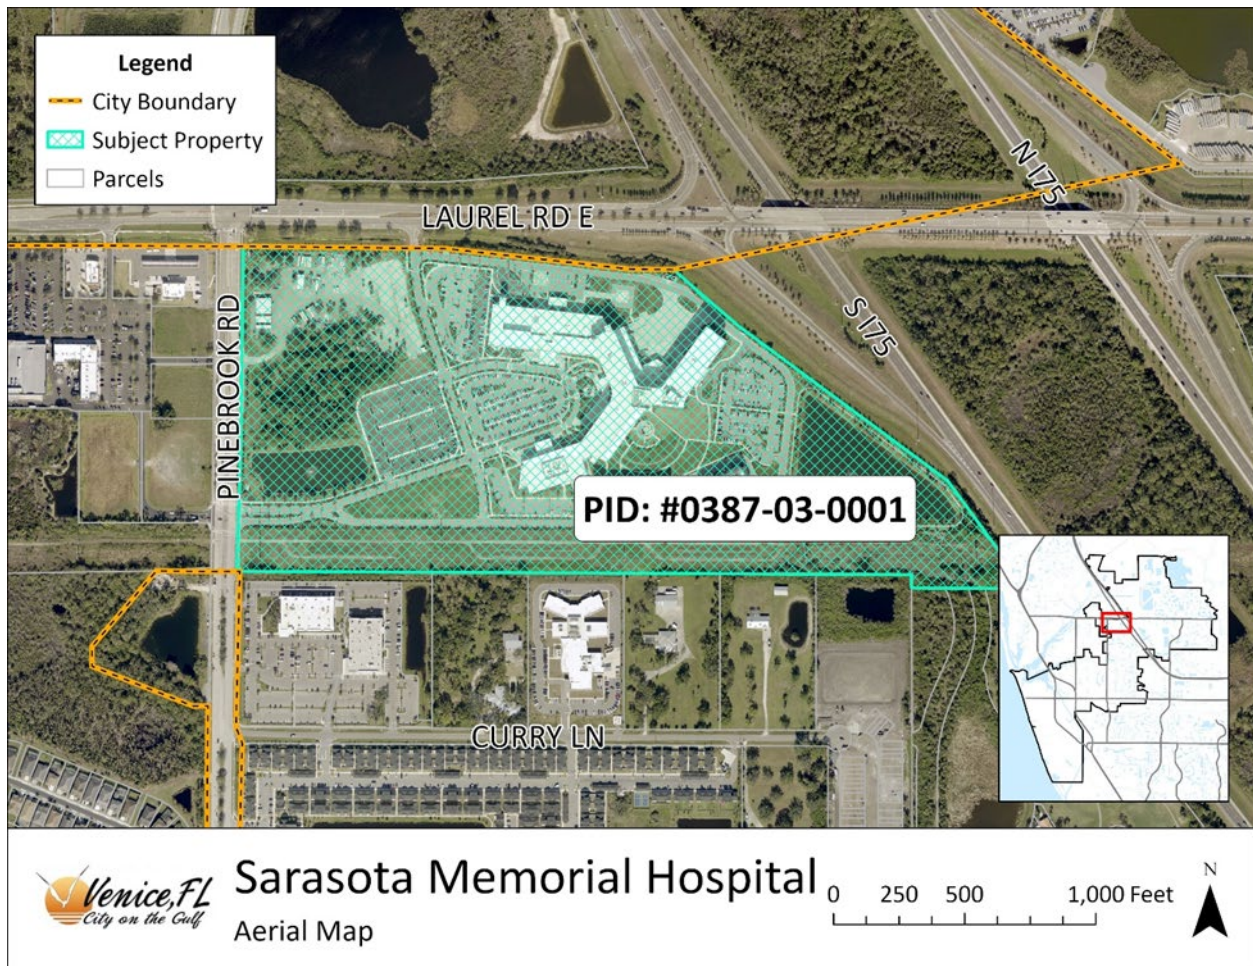 Legend
City Boundary
Subject Property
Parcels
N I75
LAUREL RD E
S I75
PINEBROOK RD
PID: #0387-03-0001
CURRY LN
Venice, FL
City on the Gulf
Sarasota Memorial Hospital
Aerial Map
0 250 500 1,000 Feet
N